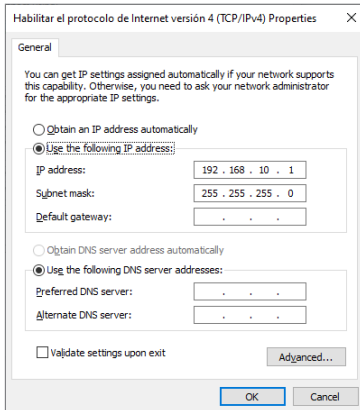 Habilitar el protocolo de Internet versión 4 (TCP/IPv4) Properties
General
You can get IP settings assigned automatically if your network supports
this capability. Otherwise, you need to ask your network administrator
for the appropriate IP settings.
Obtain an IP address automatically
Use the following IP address:
IP address: 192 . 168 . 10 . 1
Subnet mask: 255 . 255 . 255 . 0
Default gateway: . . .
Obtain DNS server address automatically
Use the following DNS server addresses:
Preferred DNS server: . . .
Alternate DNS server: . . .
Validate settings upon exit
Advanced...
OK Cancel